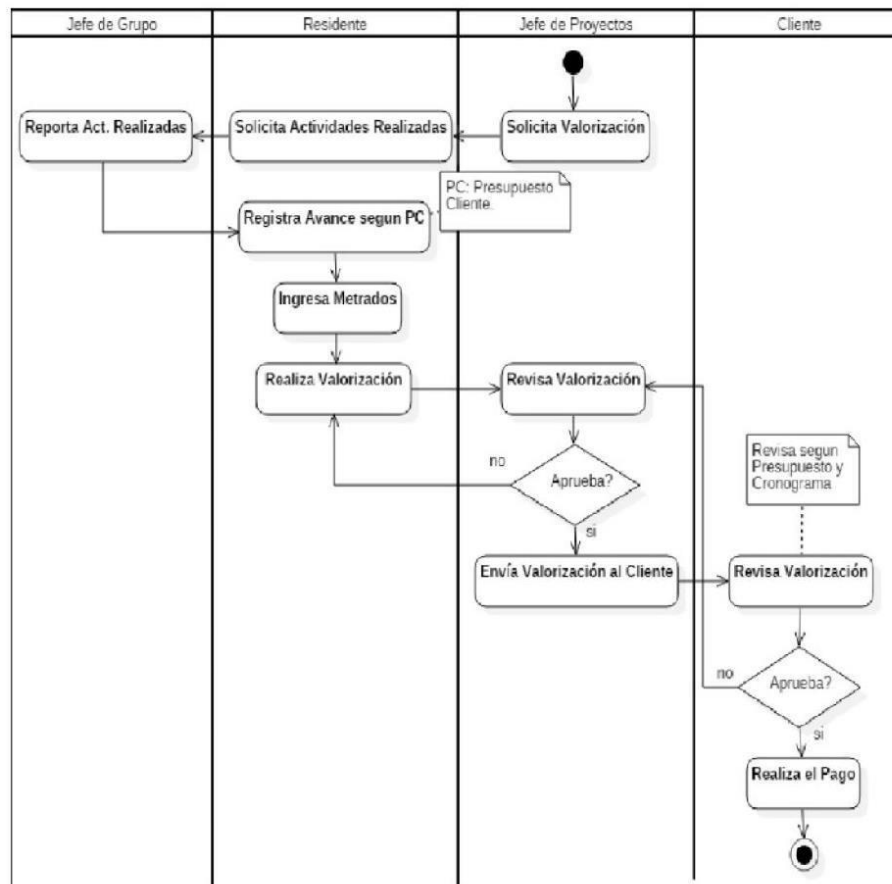 Jefe de Grupo
Residente
Jefe de Proyectos
Cliente
Reporta Act. Realizadas
Solicita Actividades Realizadas
Solicita Valorización
PC: Presupuesto
Cliente.
Registra Avance segun PC
Ingresa Metrados
Realiza Valorización
Revisa Valorización
no
Aprueba?
si
Revisa segun
Presupuesto y
Cronograma
Envía Valorización al Cliente
Revisa Valorización
no
Aprueba?
si
Realiza el Pago